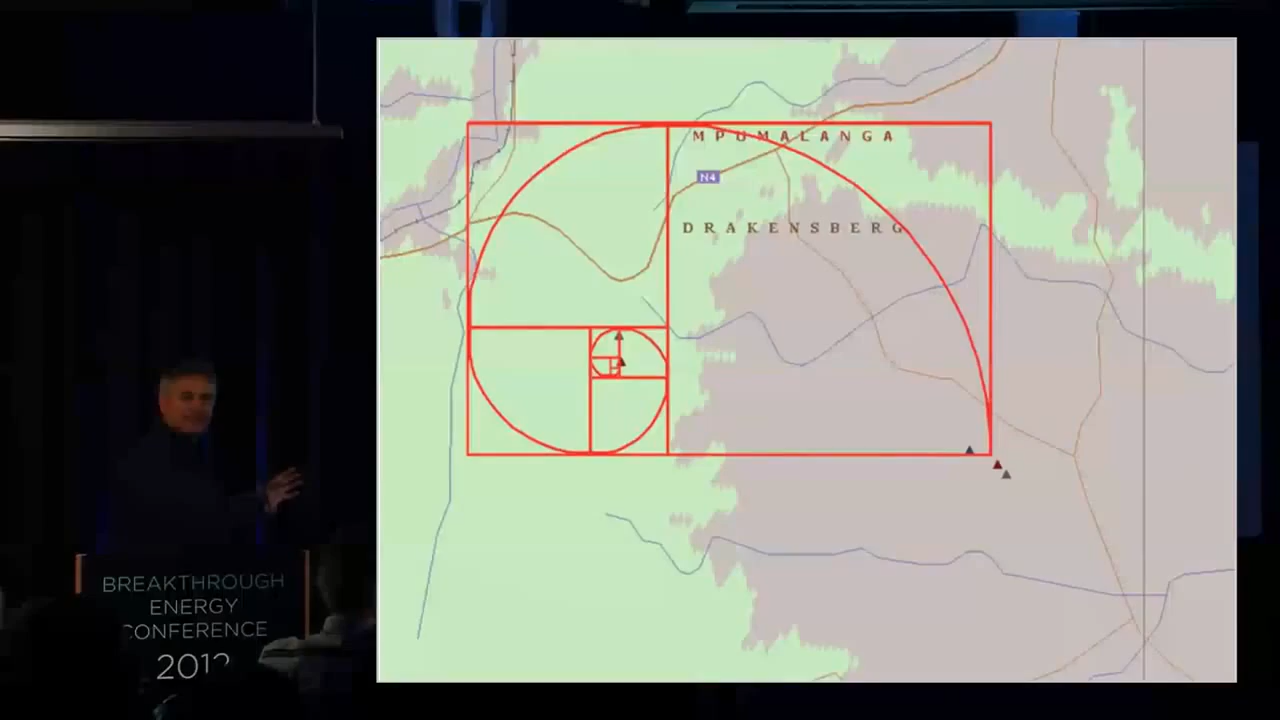 MPUMALANGA
N4
DRAKENSBERG
BREAKTHROUGH
ENERGY
CONFERENCE